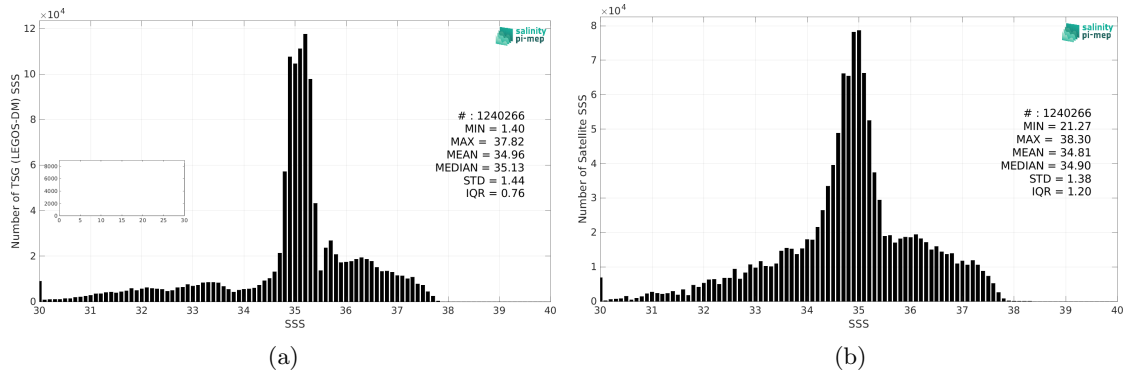 ×10⁴
12
10
8
6
4
2
0
Number of TSG (LEGOS-DM) SSS
salinity
pi-mep
# : 1240266
MIN = 1.40
MAX = 37.82
MEAN = 34.96
MEDIAN = 35.13
STD = 1.44
IQR = 0.76
8000
6000
4000
2000
0
0 5 10 15 20 25 30
30 31 32 33 34 35 36 37 38 39 40
SSS
(a)
×10⁴
8
7
6
5
4
3
2
1
0
Number of Satellite SSS
salinity
pi-mep
# : 1240266
MIN = 21.27
MAX = 38.30
MEAN = 34.81
MEDIAN = 34.90
STD = 1.38
IQR = 1.20
30 31 32 33 34 35 36 37 38 39 40
SSS
(b)